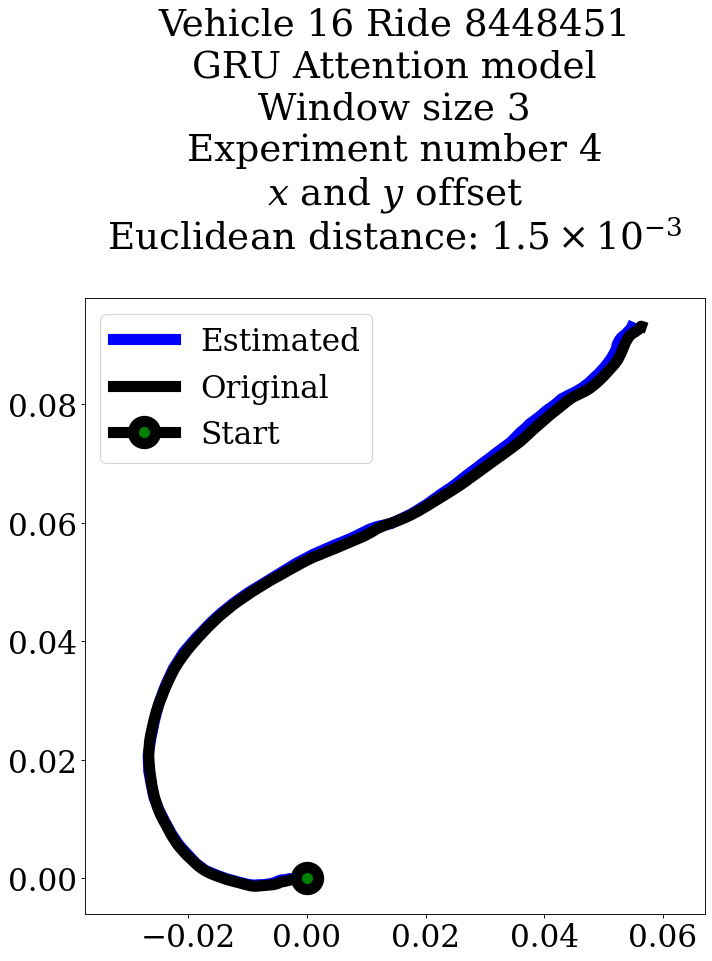 Vehicle 16 Ride 8448451
GRU Attention model
Window size 3
Experiment number 4
x and y offset
Euclidean distance: 1.5 × 10⁻³
Estimated
Original
Start
0.08
0.06
0.04
0.02
0.00
−0.02 0.00 0.02 0.04 0.06